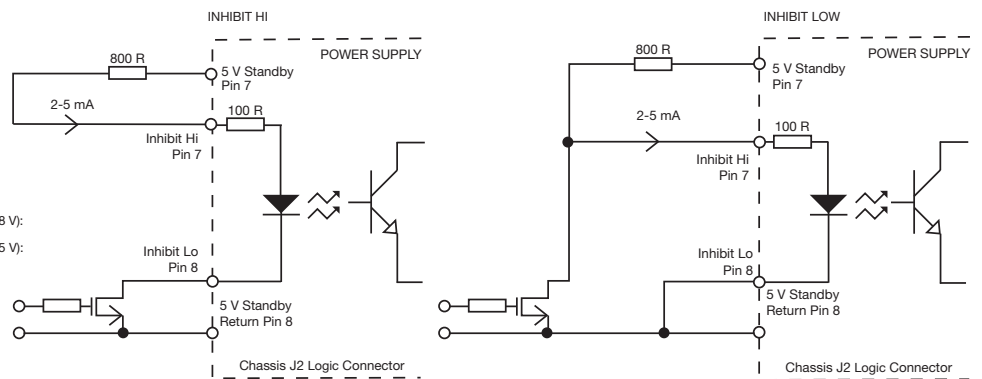 INHIBIT HI
POWER SUPPLY
800 R
5 V Standby
Pin 7
2-5 mA
100 R
Inhibit Hi
Pin 7
8 V):
5 V):
Inhibit Lo
Pin 8
5 V Standby
Return Pin 8
Chassis J2 Logic Connector
INHIBIT LOW
POWER SUPPLY
800 R
5 V Standby
Pin 7
2-5 mA
100 R
Inhibit Hi
Pin 7
Inhibit Lo
Pin 8
5 V Standby
Return Pin 8
Chassis J2 Logic Connector